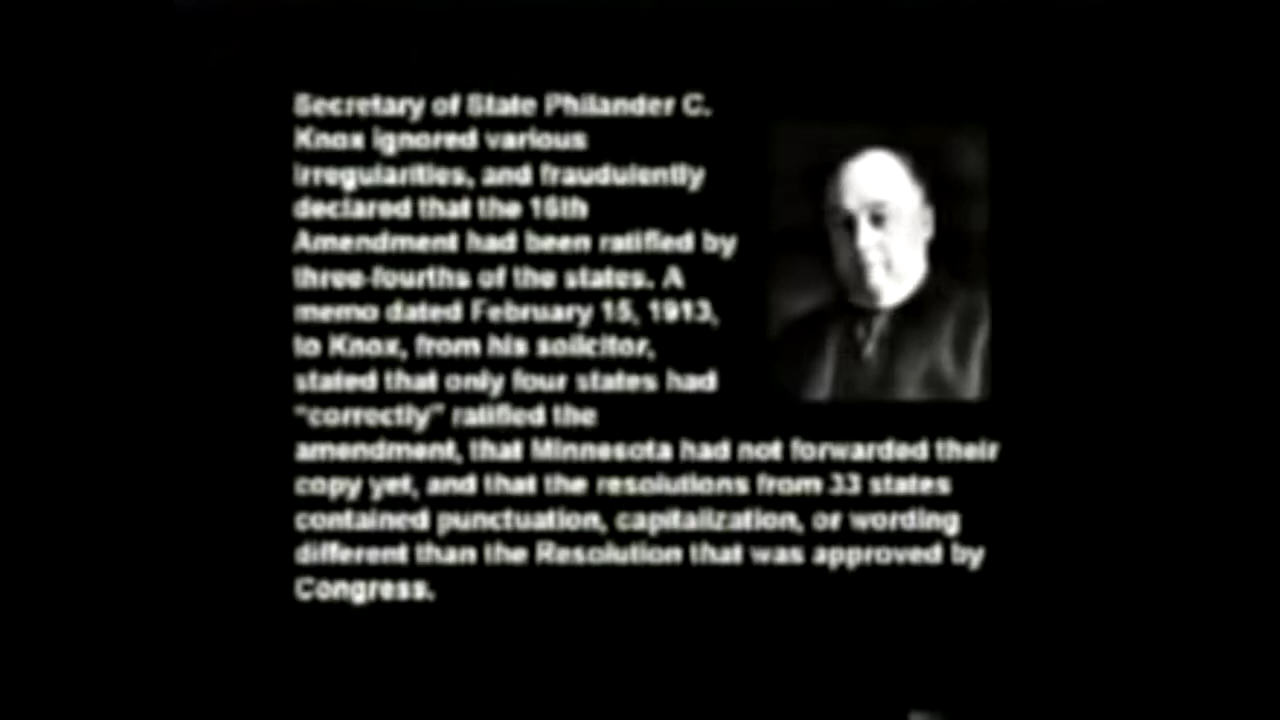 Secretary of State Philander C.
Knox ignored various
irregularities, and fraudulently
declared that the 16th
Amendment had been ratified by
three-fourths of the states. A
memo dated February 15, 1913,
to Knox, from his solicitor,
stated that only four states had
"correctly" ratified the
amendment, that Minnesota had not forwarded their
copy yet, and that the resolutions from 33 states
contained punctuation, capitalization, or wording
different than the Resolution that was approved by
Congress.